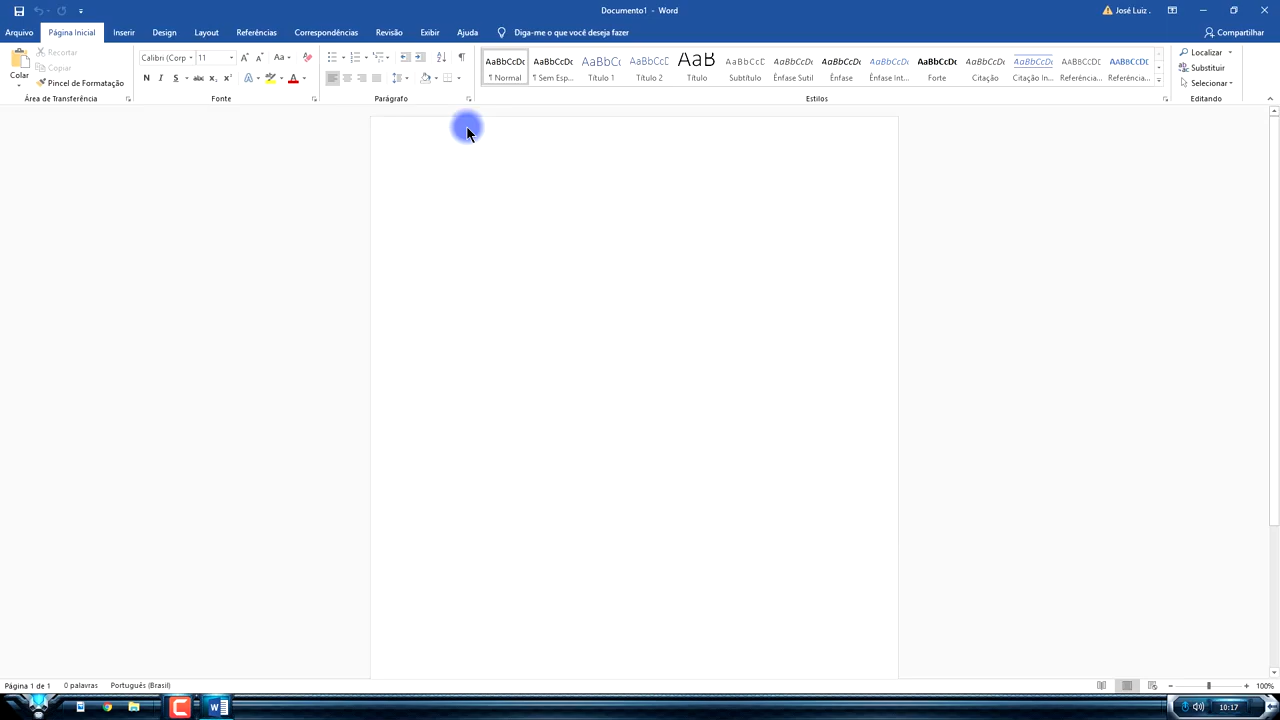 Documento1 - Word
José Luiz .
Arquivo
Página Inicial
Inserir
Design
Layout
Referências
Correspondências
Revisão
Exibir
Ajuda
Diga-me o que você deseja fazer
Compartilhar
Colar
Recortar
Copiar
Pincel de Formatação
Área de Transferência
Calibri (Corp
11
Aa
N I S abc x₂ x²
A
Fonte
Parágrafo
AaBbCcDc
¶ Normal
AaBbCcDc
¶ Sem Esp...
AaBbCc
Título 1
AaBbCcC
Título 2
AaB
Título
AaBbCcC
Subtítulo
AaBbCcDc
Ênfase Sutil
AaBbCcDc
Ênfase
AaBbCcDc
Ênfase Int...
AaBbCcDc
Forte
AaBbCcDc
Citação
AaBbCcDc
Citação In...
AABBCCDC
Referência...
AABBCCDC
Referência...
Estilos
Localizar
Substituir
Selecionar
Editando
Página 1 de 1
0 palavras
Português (Brasil)
100%
10:17